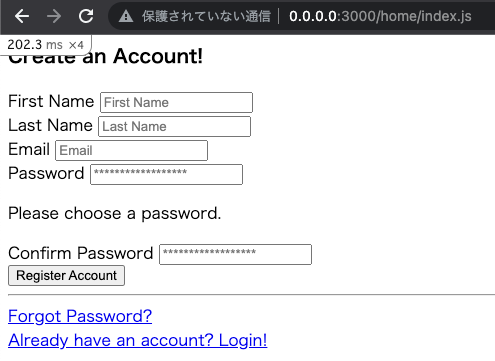 保護されていない通信 | 0.0.0.0:3000/home/index.js
202.3 ms ×4
Create an Account!
First Name First Name
Last Name Last Name
Email Email
Password ******************
Please choose a password.
Confirm Password ******************
Register Account
Forgot Password?
Already have an account? Login!